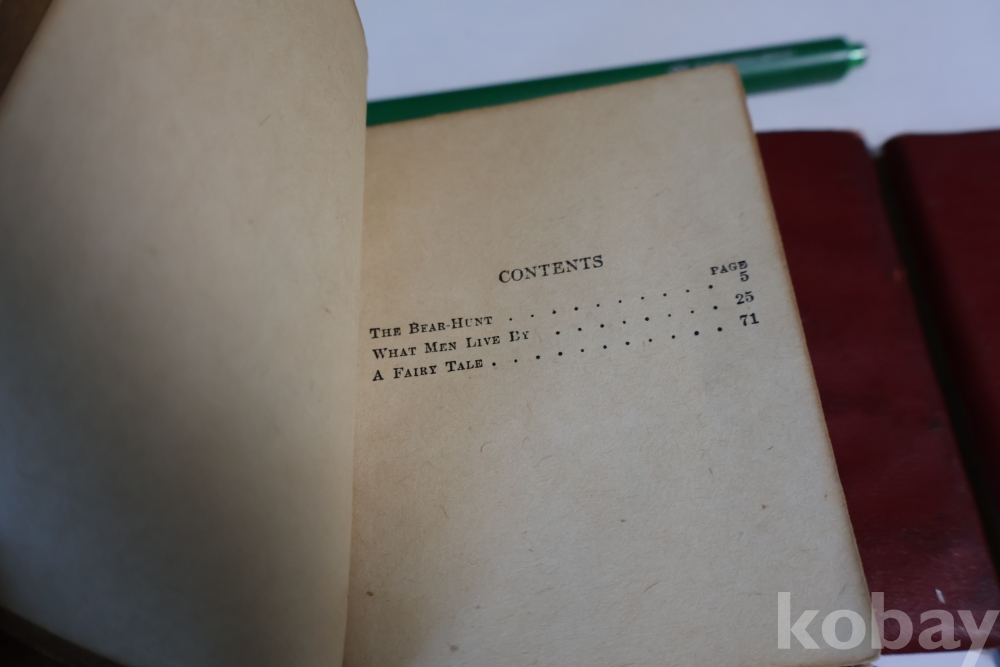 CONTENTS
PAGE
THE BEAR-HUNT . . . . . . . . . . 5
WHAT MEN LIVE BY . . . . . . . . 25
A FAIRY TALE . . . . . . . . . . . 71
kobay